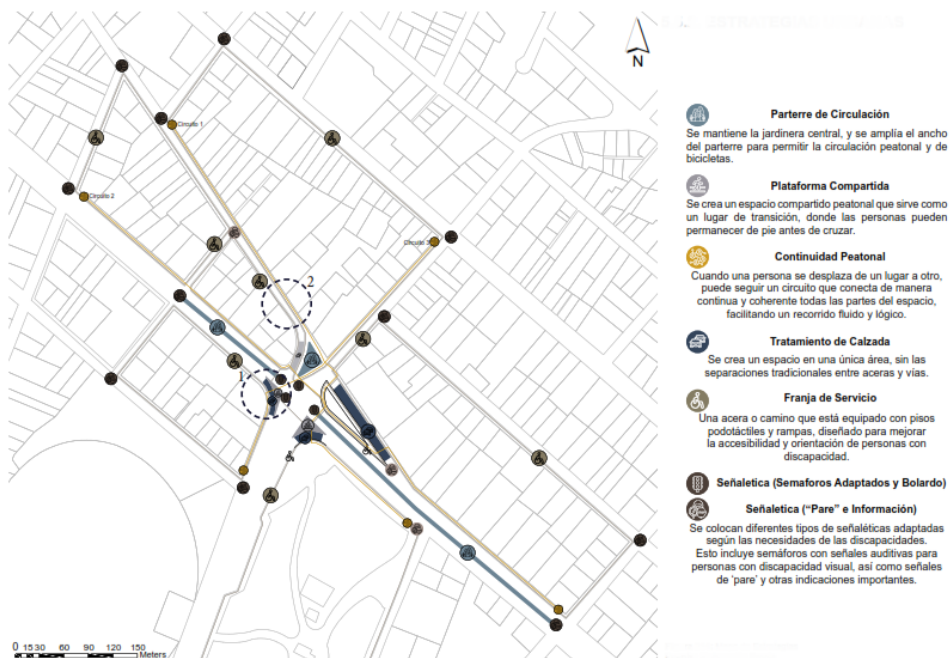 N
Circuito 1
Circuito 2
Circuito 3
2
1
Parterre de Circulación
Se mantiene la jardinera central, y se amplía el ancho
del parterre para permitir la circulación peatonal y de
bicicletas.
Plataforma Compartida
Se crea un espacio compartido peatonal que sirve como
un lugar de transición, donde las personas pueden
permanecer de pie antes de cruzar.
Continuidad Peatonal
Cuando una persona se desplaza de un lugar a otro,
puede seguir un circuito que conecta de manera
continua y coherente todas las partes del espacio,
facilitando un recorrido fluido y lógico.
Tratamiento de Calzada
Se crea un espacio en una única área, sin las
separaciones tradicionales entre aceras y vías.
Franja de Servicio
Una acera o camino que está equipado con pisos
podotáctiles y rampas, diseñado para mejorar
la accesibilidad y orientación de personas con
discapacidad.
Señaletica (Semaforos Adaptados y Bolardo)
Señaletica (“Pare” e Información)
Se colocan diferentes tipos de señaléticas adaptadas
según las necesidades de las discapacidades.
Esto incluye semáforos con señales auditivas para
personas con discapacidad visual, así como señales
de ‘pare’ y otras indicaciones importantes.
0 15 30 60 90 120 150
Meters